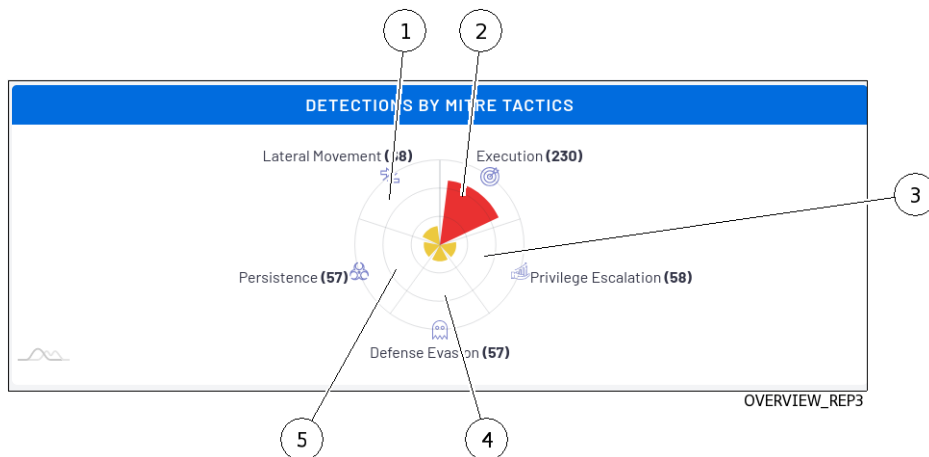 1 2
DETECTIONS BY MITRE TACTICS
Lateral Movement
Execution (230)
3
Persistence (57)
Privilege Escalation (58)
Defense Evasion (57)
OVERVIEW_REP3
5 4